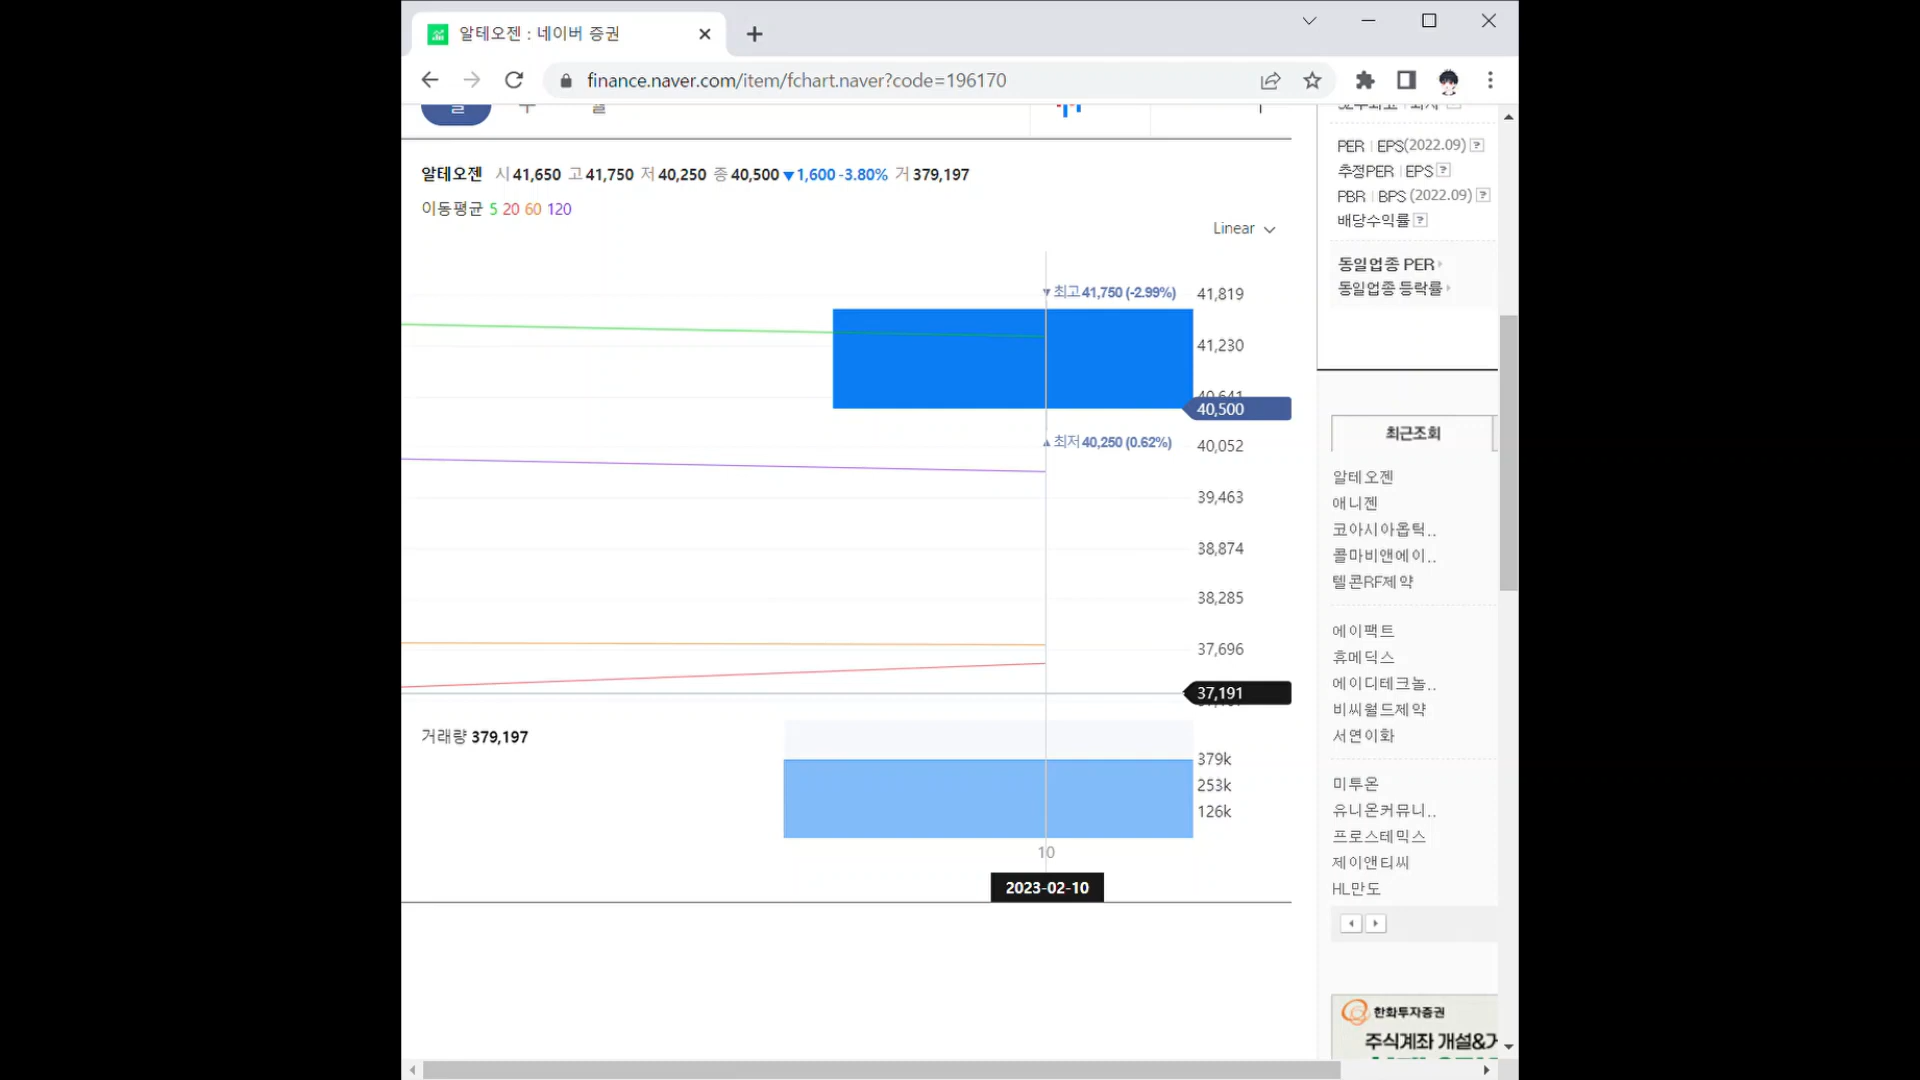 알테오젠 : 네이버 증권
finance.naver.com/item/fchart.naver?code=196170
알테오젠 시 41,650 고 41,750 저 40,250 종 40,500 ▼1,600 -3.80% 거 379,197
이동평균 5 20 60 120
Linear
▼최고 41,750 (-2.99%)
41,819
41,230
40,641
40,500
▲최저 40,250 (0.62%)
40,052
39,463
38,874
38,285
37,696
37,191
거래량 379,197
379k
253k
126k
10
2023-02-10
PER | EPS(2022.09) ?
추정PER | EPS ?
PBR | BPS (2022.09) ?
배당수익률 ?
동일업종 PER
동일업종 등락률
최근조회
알테오젠
애니젠
코아시아옵틱..
콜마비앤에이..
텔콘RF제약
에이팩트
휴메딕스
에이디테크놀..
비씨월드제약
서연이화
미투온
유니온커뮤니..
프로스테믹스
제이앤티씨
HL만도
한화투자증권
주식계좌 개설&